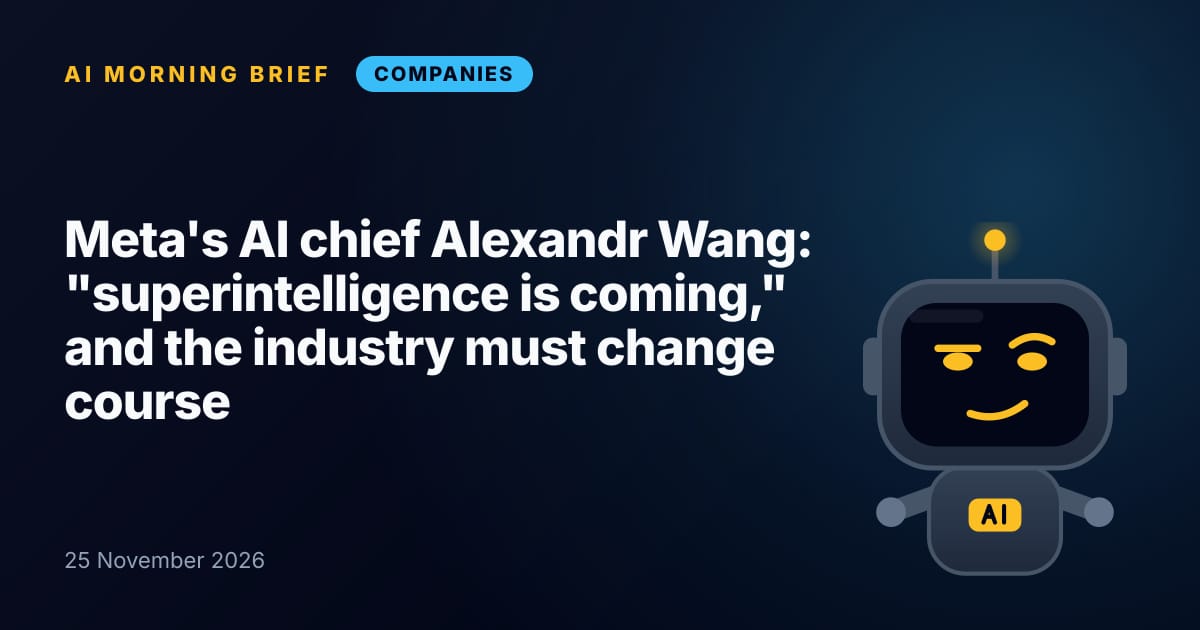 AI MORNING BRIEF
COMPANIES
Meta's AI chief Alexandr Wang:
"superintelligence is coming,"
and the industry must change
course
AI
25 November 2026